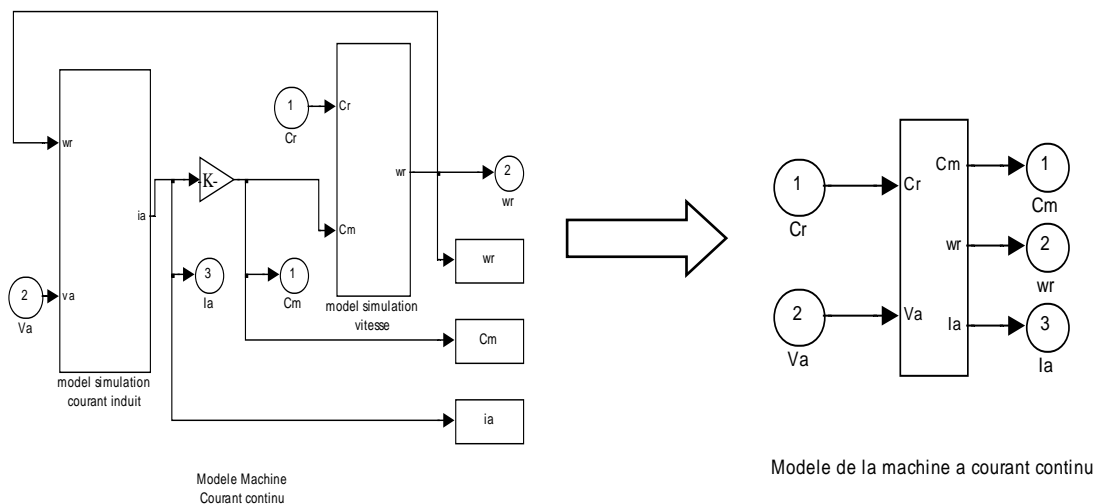 1
Cr
wr
Cr
wr
2
wr
-K-
ia
Cm
wr
2
Va
va
3
Ia
1
Cm
model simulation
vitesse
Cm
model simulation
courant induit
ia
Modele Machine
Courant continu
1
Cr
Cr
Cm
1
Cm
wr
2
wr
2
Va
Va
Ia
3
Ia
Modele de la machine a courant continu